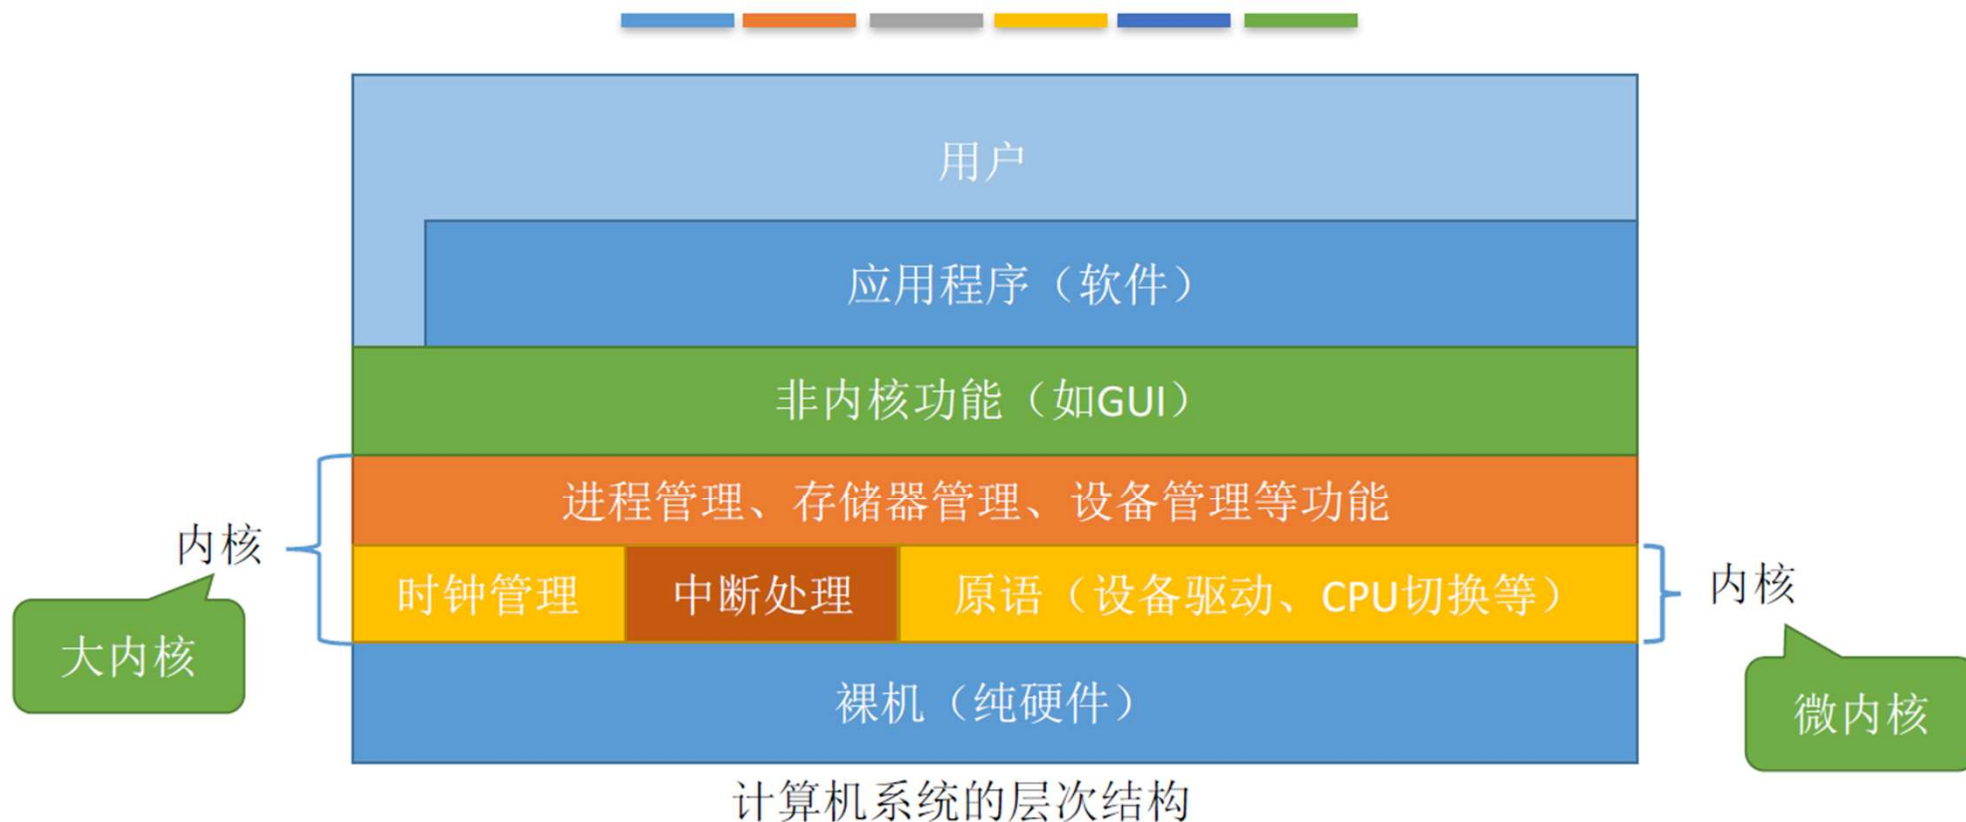 用户
应用程序（软件）
非内核功能（如GUI）
进程管理、存储器管理、设备管理等功能
内核
时钟管理
中断处理
原语（设备驱动、CPU切换等）
内核
大内核
裸机（纯硬件）
微内核
计算机系统的层次结构